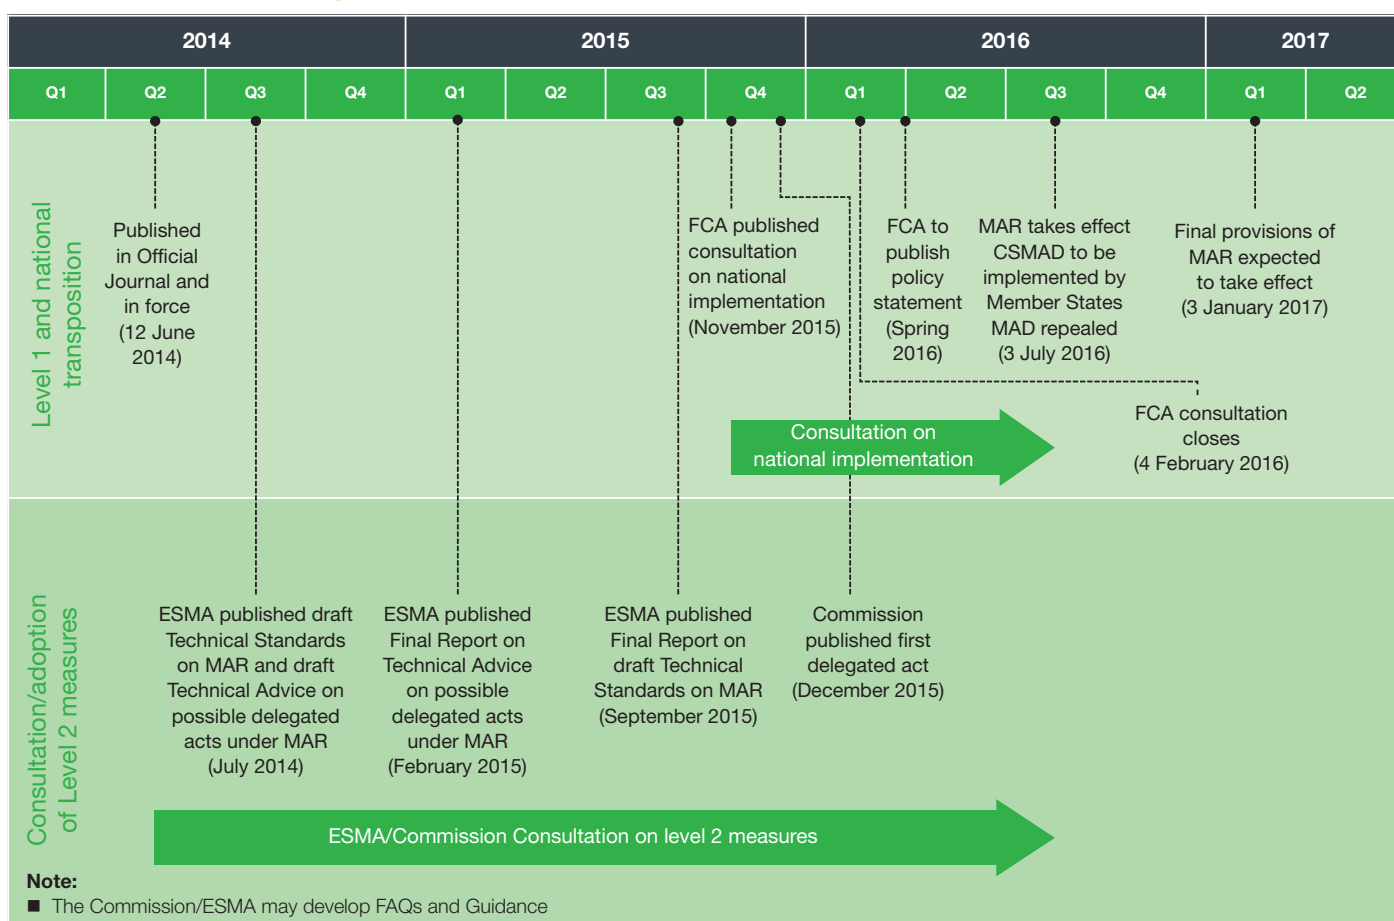 2014
2015
2016
2017
Q1
Q2
Q3
Q4
Q1
Q2
Q3
Q4
Q1
Q2
Q3
Q4
Q1
Q2
Level 1 and national
transposition
Published
in Official
Journal and
in force
(12 June
2014)
FCA published
consultation
on national
implementation
(November 2015)
FCA to
publish
policy
statement
(Spring
2016)
MAR takes effect
CSMAD to be
implemented by
Member States
MAD repealed
(3 July 2016)
Final provisions of
MAR expected
to take effect
(3 January 2017)
FCA consultation
closes
(4 February 2016)
Consultation on
national implementation
Consultation/adoption
of Level 2 measures
ESMA published draft
Technical Standards
on MAR and draft
Technical Advice on
possible delegated
acts under MAR
(July 2014)
ESMA published
Final Report on
Technical Advice
on possible
delegated acts
under MAR
(February 2015)
ESMA published
Final Report on
draft Technical
Standards on MAR
(September 2015)
Commission
published first
delegated act
(December 2015)
ESMA/Commission Consultation on level 2 measures
Note:
■ The Commission/ESMA may develop FAQs and Guidance